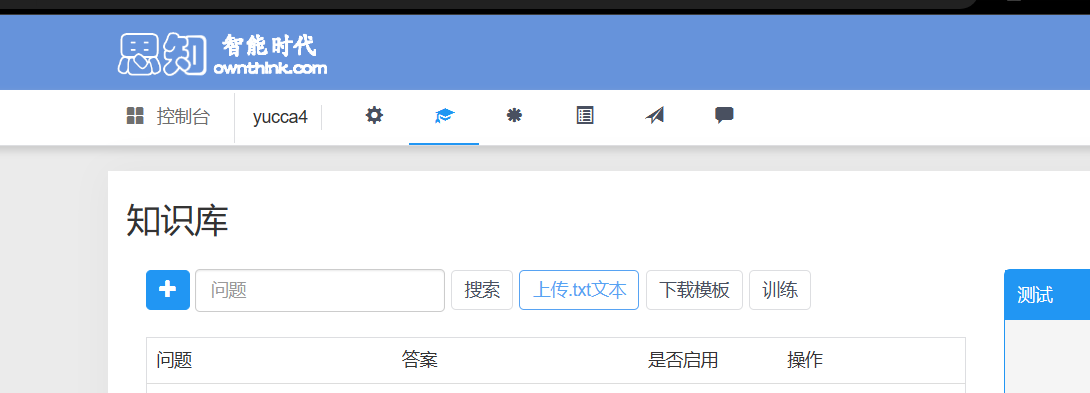 思知 智能时代
ownthink.com
控制台 yucca4
知识库
问题 搜索 上传.txt文本 下载模板 训练
测试
问题 答案 是否启用 操作